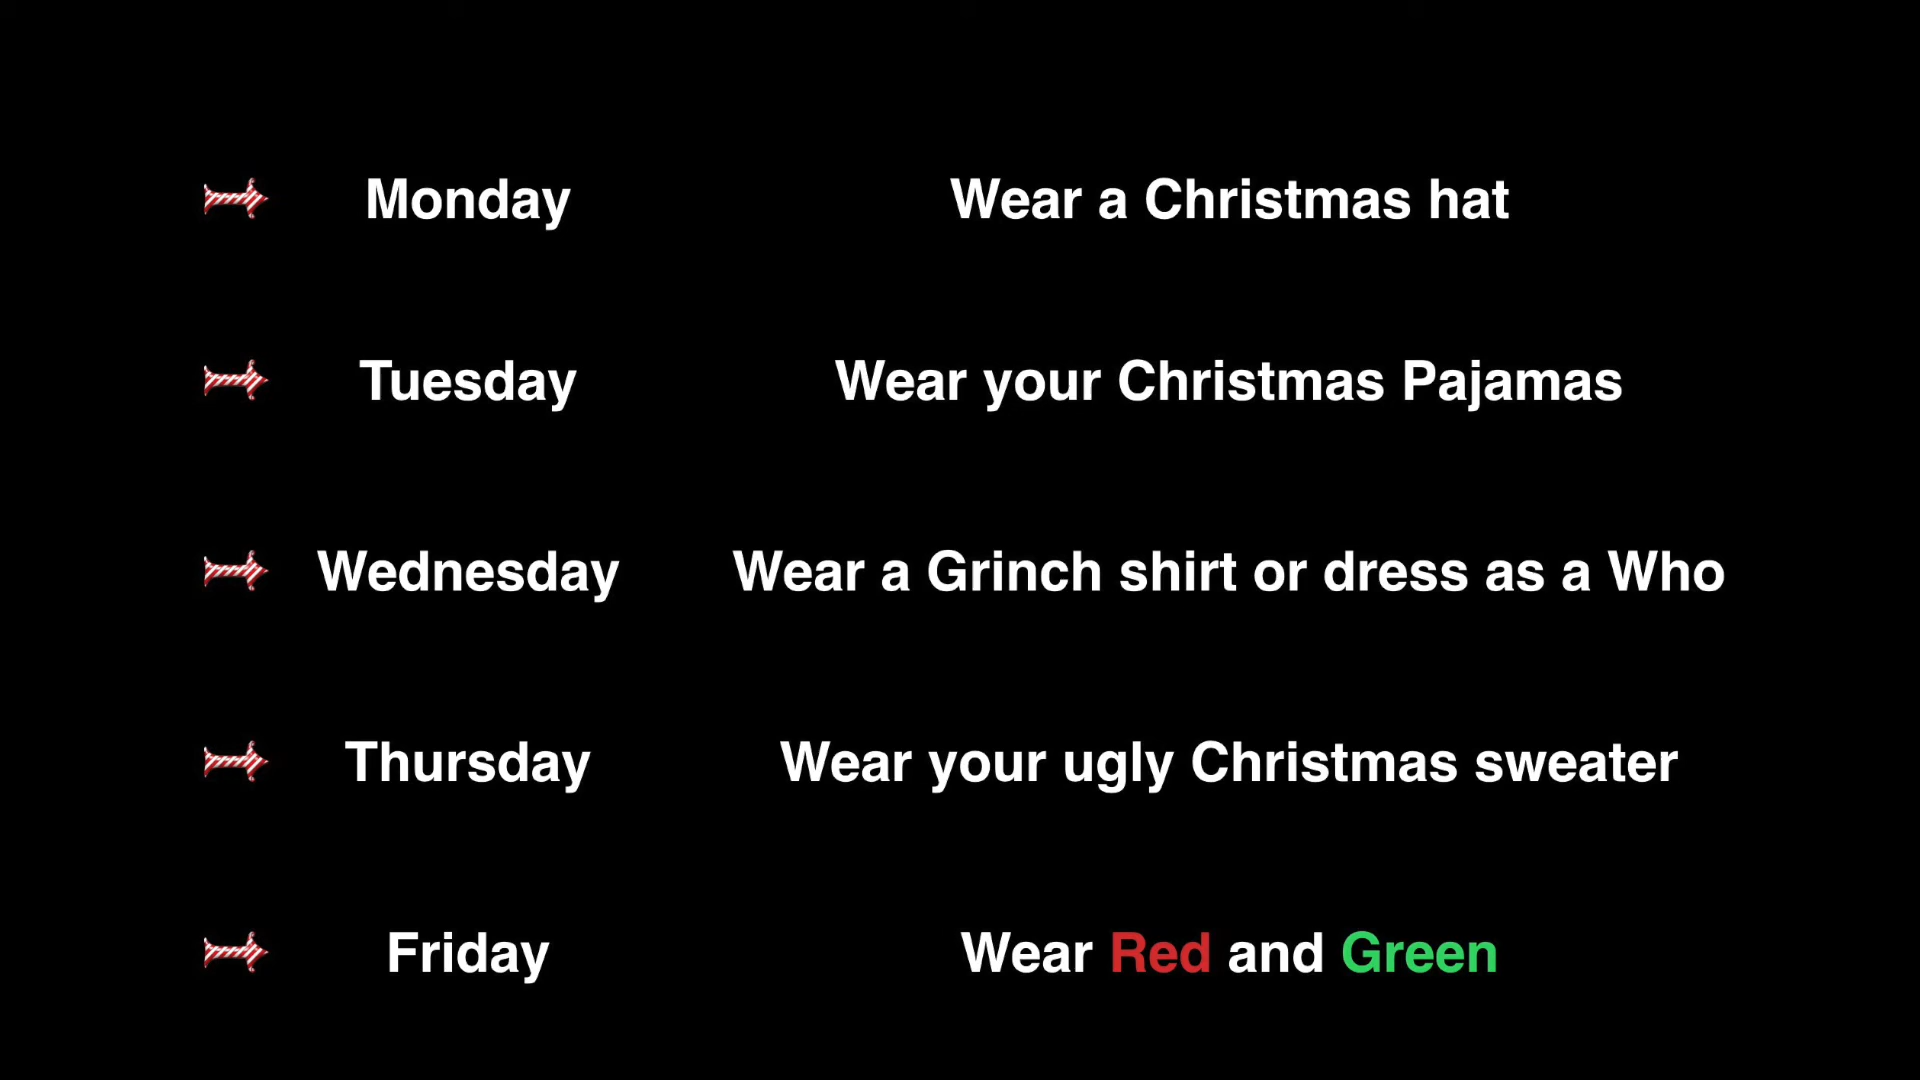 Monday Wear a Christmas hat
Tuesday Wear your Christmas Pajamas
Wednesday Wear a Grinch shirt or dress as a Who
Thursday Wear your ugly Christmas sweater
Friday Wear Red and Green